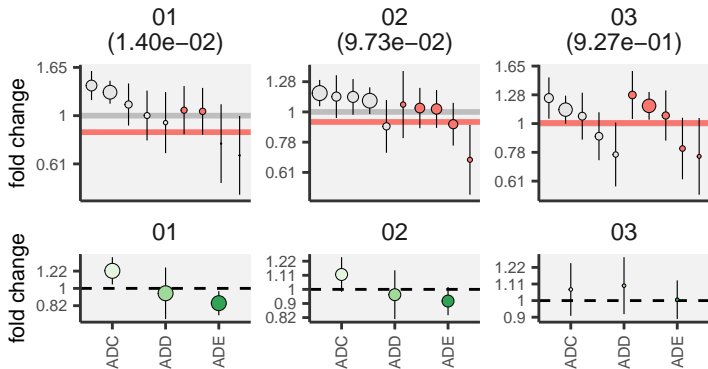 01
(1.40e−02)
02
(9.73e−02)
03
(9.27e−01)
fold change
1.65
1
0.61
1.28
1
0.78
0.61
1.65
1.28
1
0.78
0.61
01
02
03
fold change
1.22
1
0.82
1.22
1.11
1
0.9
0.82
1.22
1.11
1
0.9
ADC
ADD
ADE
ADC
ADD
ADE
ADC
ADD
ADE